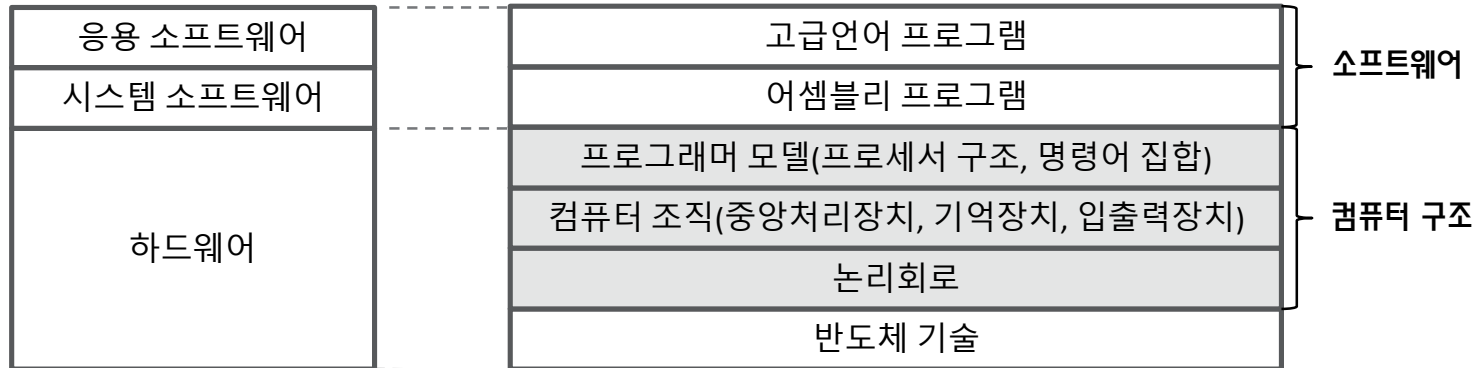 응용 소프트웨어
시스템 소프트웨어
하드웨어
고급언어 프로그램
어셈블리 프로그램
프로그래머 모델(프로세서 구조, 명령어 집합)
컴퓨터 조직(중앙처리장치, 기억장치, 입출력장치)
논리회로
반도체 기술
소프트웨어
컴퓨터 구조